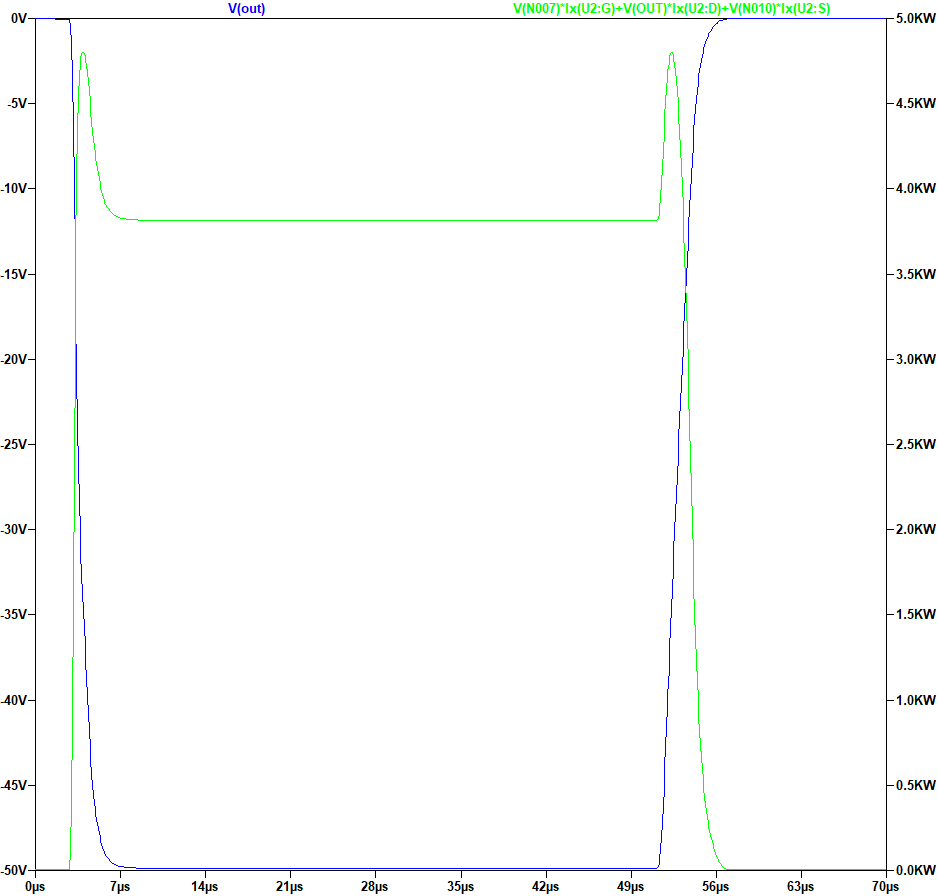 V(out) V(N007)*Ix(U2:G)+V(OUT)*Ix(U2:D)+V(N010)*Ix(U2:S)
0V 5.0KW
-5V 4.5KW
-10V 4.0KW
-15V 3.5KW
-20V 3.0KW
-25V 2.5KW
-30V 2.0KW
-35V 1.5KW
-40V 1.0KW
-45V 0.5KW
-50V 0.0KW
0µs 7µs 14µs 21µs 28µs 35µs 42µs 49µs 56µs 63µs 70µs